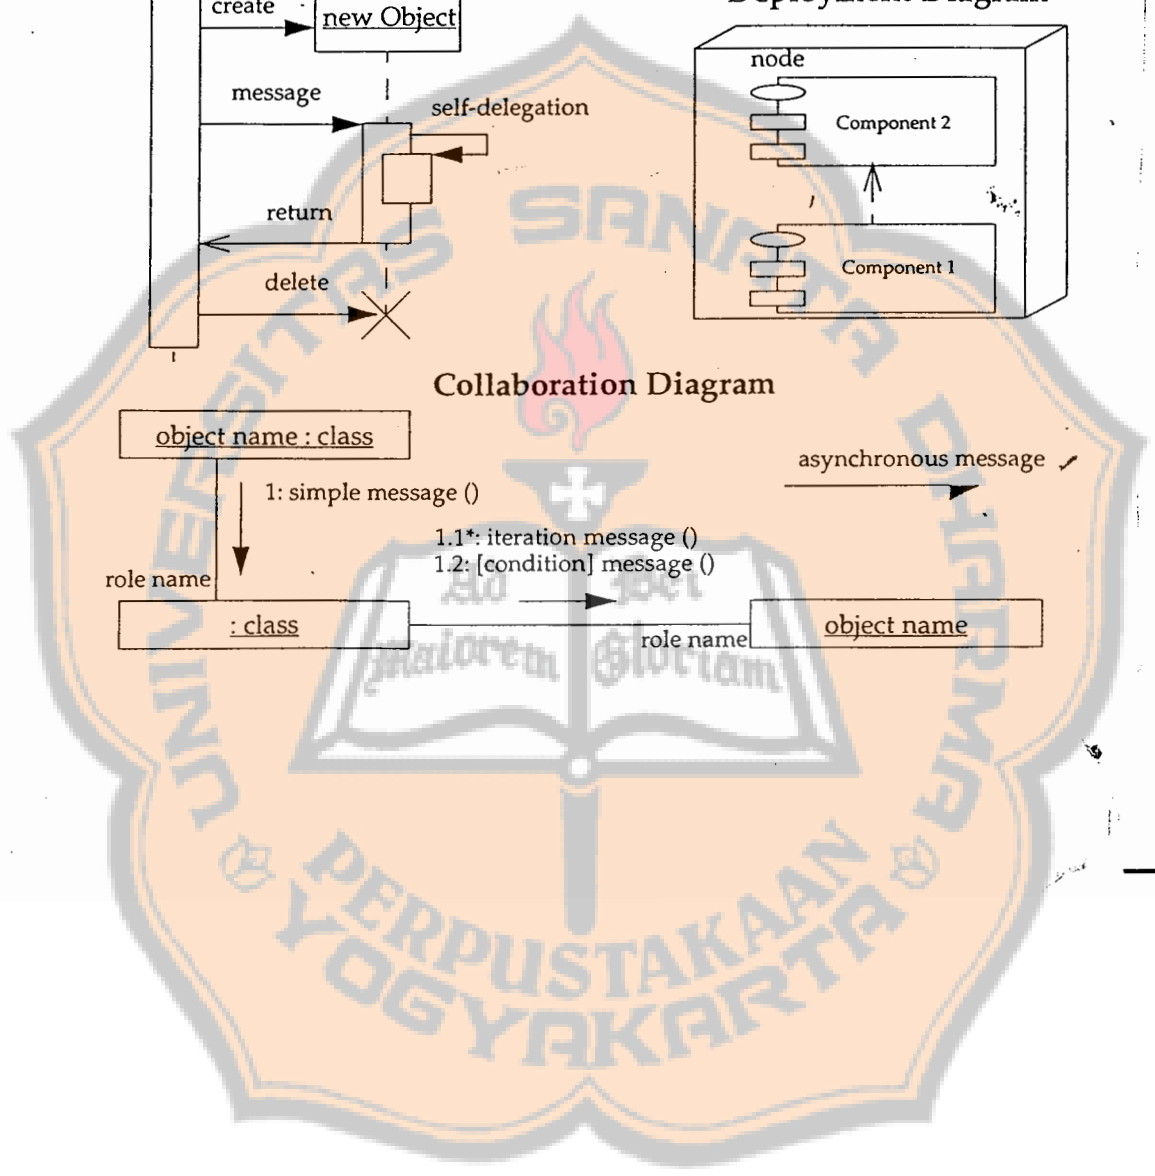 create
new Object
message
self-delegation
return
delete
Deployment Diagram
node
Component 2
Component 1
Collaboration Diagram
object name : class
asynchronous message
1: simple message ()
1.1*: iteration message ()
1.2: [condition] message ()
role name
: class
role name
object name
UNIVERSITAS SANATA DHARMA
Ad Dei
Maiorem Gloriam
PERPUSTAKAAN
YOGYAKARTA